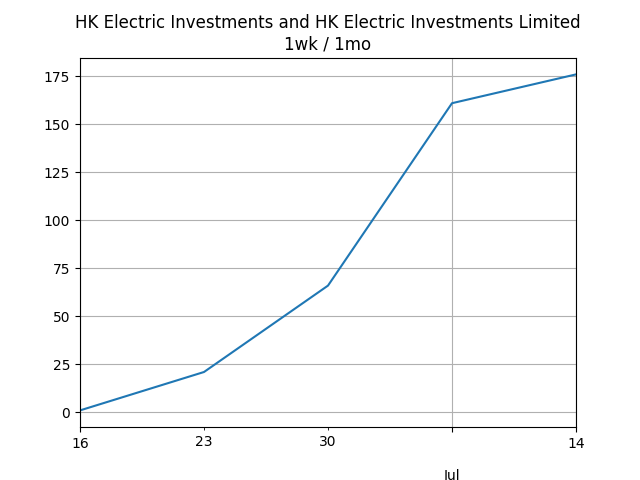 HK Electric Investments and HK Electric Investments Limited
1wk / 1mo
175
150
125
100
75
50
25
0
16 23 30 14
Iul